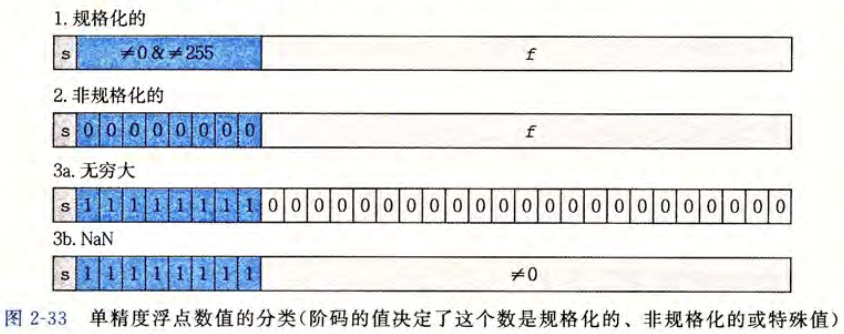 1. 规格化的
s ≠0 & ≠255 f
2. 非规格化的
s 0 0 0 0 0 0 0 0 f
3a. 无穷大
s 1 1 1 1 1 1 1 1 0 0 0 0 0 0 0 0 0 0 0 0 0 0 0 0 0 0 0 0 0 0 0
3b. NaN
s 1 1 1 1 1 1 1 1 ≠0
图 2-33 单精度浮点数值的分类(阶码的值决定了这个数是规格化的、非规格化的或特殊值)